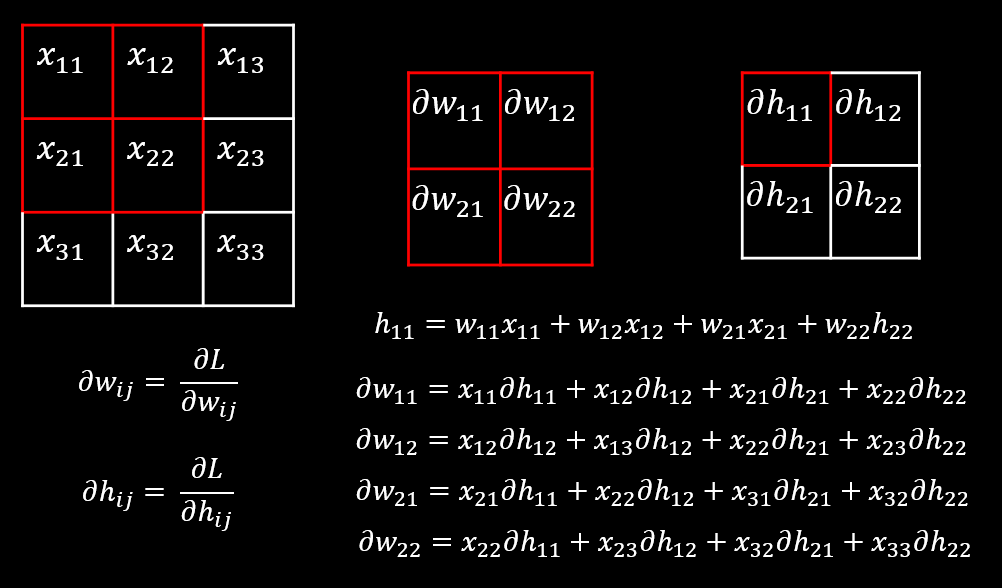 x₁₁ x₁₂ x₁₃
x₂₁ x₂₂ x₂₃
x₃₁ x₃₂ x₃₃
∂w₁₁ ∂w₁₂
∂w₂₁ ∂w₂₂
∂h₁₁ ∂h₁₂
∂h₂₁ ∂h₂₂
∂wᵢⱼ = ∂L/∂wᵢⱼ
∂hᵢⱼ = ∂L/∂hᵢⱼ
h₁₁ = w₁₁x₁₁ + w₁₂x₁₂ + w₂₁x₂₁ + w₂₂h₂₂
∂w₁₁ = x₁₁∂h₁₁ + x₁₂∂h₁₂ + x₂₁∂h₂₁ + x₂₂∂h₂₂
∂w₁₂ = x₁₂∂h₁₂ + x₁₃∂h₁₂ + x₂₂∂h₂₁ + x₂₃∂h₂₂
∂w₂₁ = x₂₁∂h₁₁ + x₂₂∂h₁₂ + x₃₁∂h₂₁ + x₃₂∂h₂₂
∂w₂₂ = x₂₂∂h₁₁ + x₂₃∂h₁₂ + x₃₂∂h₂₁ + x₃₃∂h₂₂